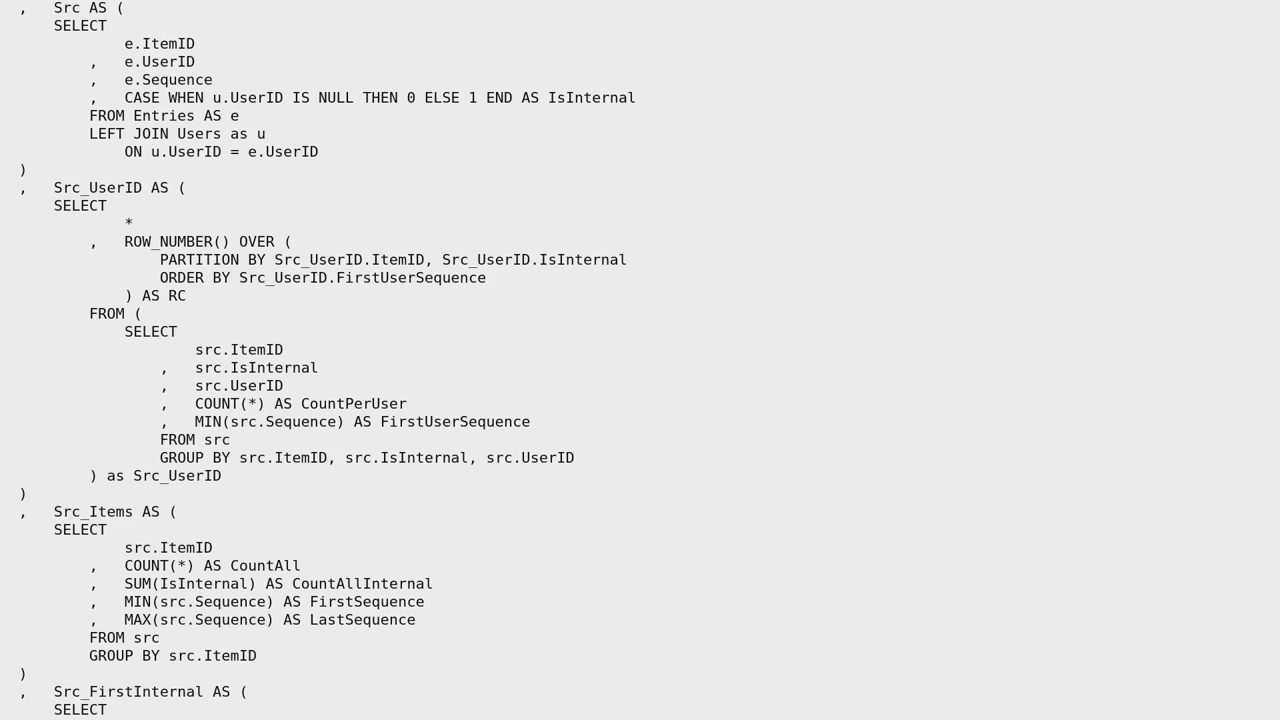 ,   Src AS (
    SELECT
            e.ItemID
        ,   e.UserID
        ,   e.Sequence
        ,   CASE WHEN u.UserID IS NULL THEN 0 ELSE 1 END AS IsInternal
        FROM Entries AS e
        LEFT JOIN Users as u
            ON u.UserID = e.UserID
)
,   Src_UserID AS (
    SELECT
            *
        ,   ROW_NUMBER() OVER (
                PARTITION BY Src_UserID.ItemID, Src_UserID.IsInternal
                ORDER BY Src_UserID.FirstUserSequence
            ) AS RC
        FROM (
            SELECT
                    src.ItemID
                ,   src.IsInternal
                ,   src.UserID
                ,   COUNT(*) AS CountPerUser
                ,   MIN(src.Sequence) AS FirstUserSequence
                FROM src
                GROUP BY src.ItemID, src.IsInternal, src.UserID
        ) as Src_UserID
)
,   Src_Items AS (
    SELECT
            src.ItemID
        ,   COUNT(*) AS CountAll
        ,   SUM(IsInternal) AS CountAllInternal
        ,   MIN(src.Sequence) AS FirstSequence
        ,   MAX(src.Sequence) AS LastSequence
        FROM src
        GROUP BY src.ItemID
)
,   Src_FirstInternal AS (
    SELECT